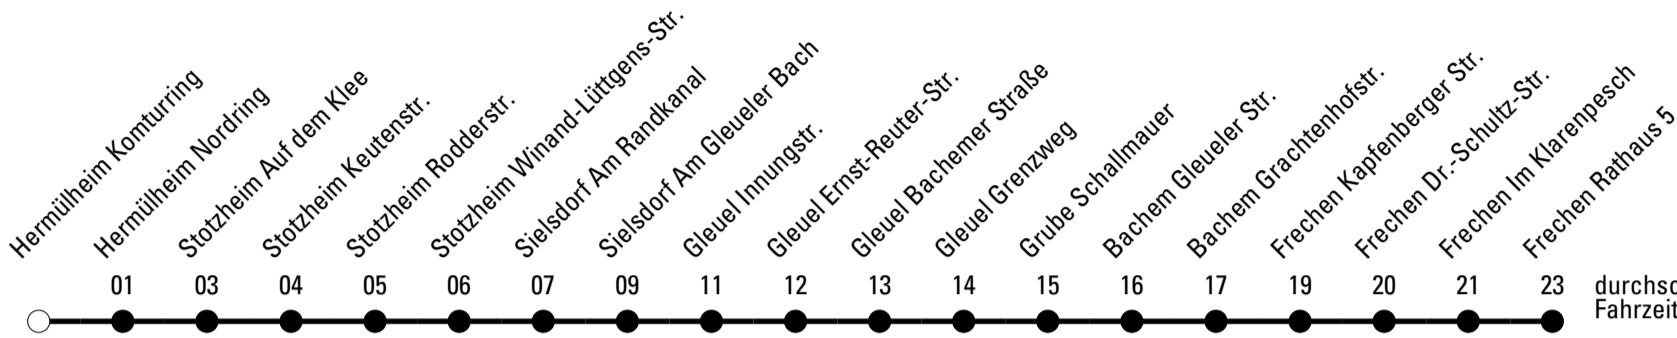 Hermülheim Komturring
Hermülheim Nordring
Stotzheim Auf dem Klee
Stotzheim Keutenstr.
Stotzheim Rodderstr.
Stotzheim Winand-Lüttgens-Str.
Sielsdorf Am Randkanal
Sielsdorf Am Gleueler Bach
Gleuel Innungstr.
Gleuel Ernst-Reuter-Str.
Gleuel Bachemer Straße
Gleuel Grenzweg
Grube Schallmauer
Bachem Gleueler Str.
Bachem Grachtenhofstr.
Frechen Kapfenberger Str.
Frechen Dr.-Schultz-Str.
Frechen Im Klarenpesch
Frechen Rathaus 5
01 03 04 05 06 07 09 11 12 13 14 15 16 17 19 20 21 23
Fahrzeit